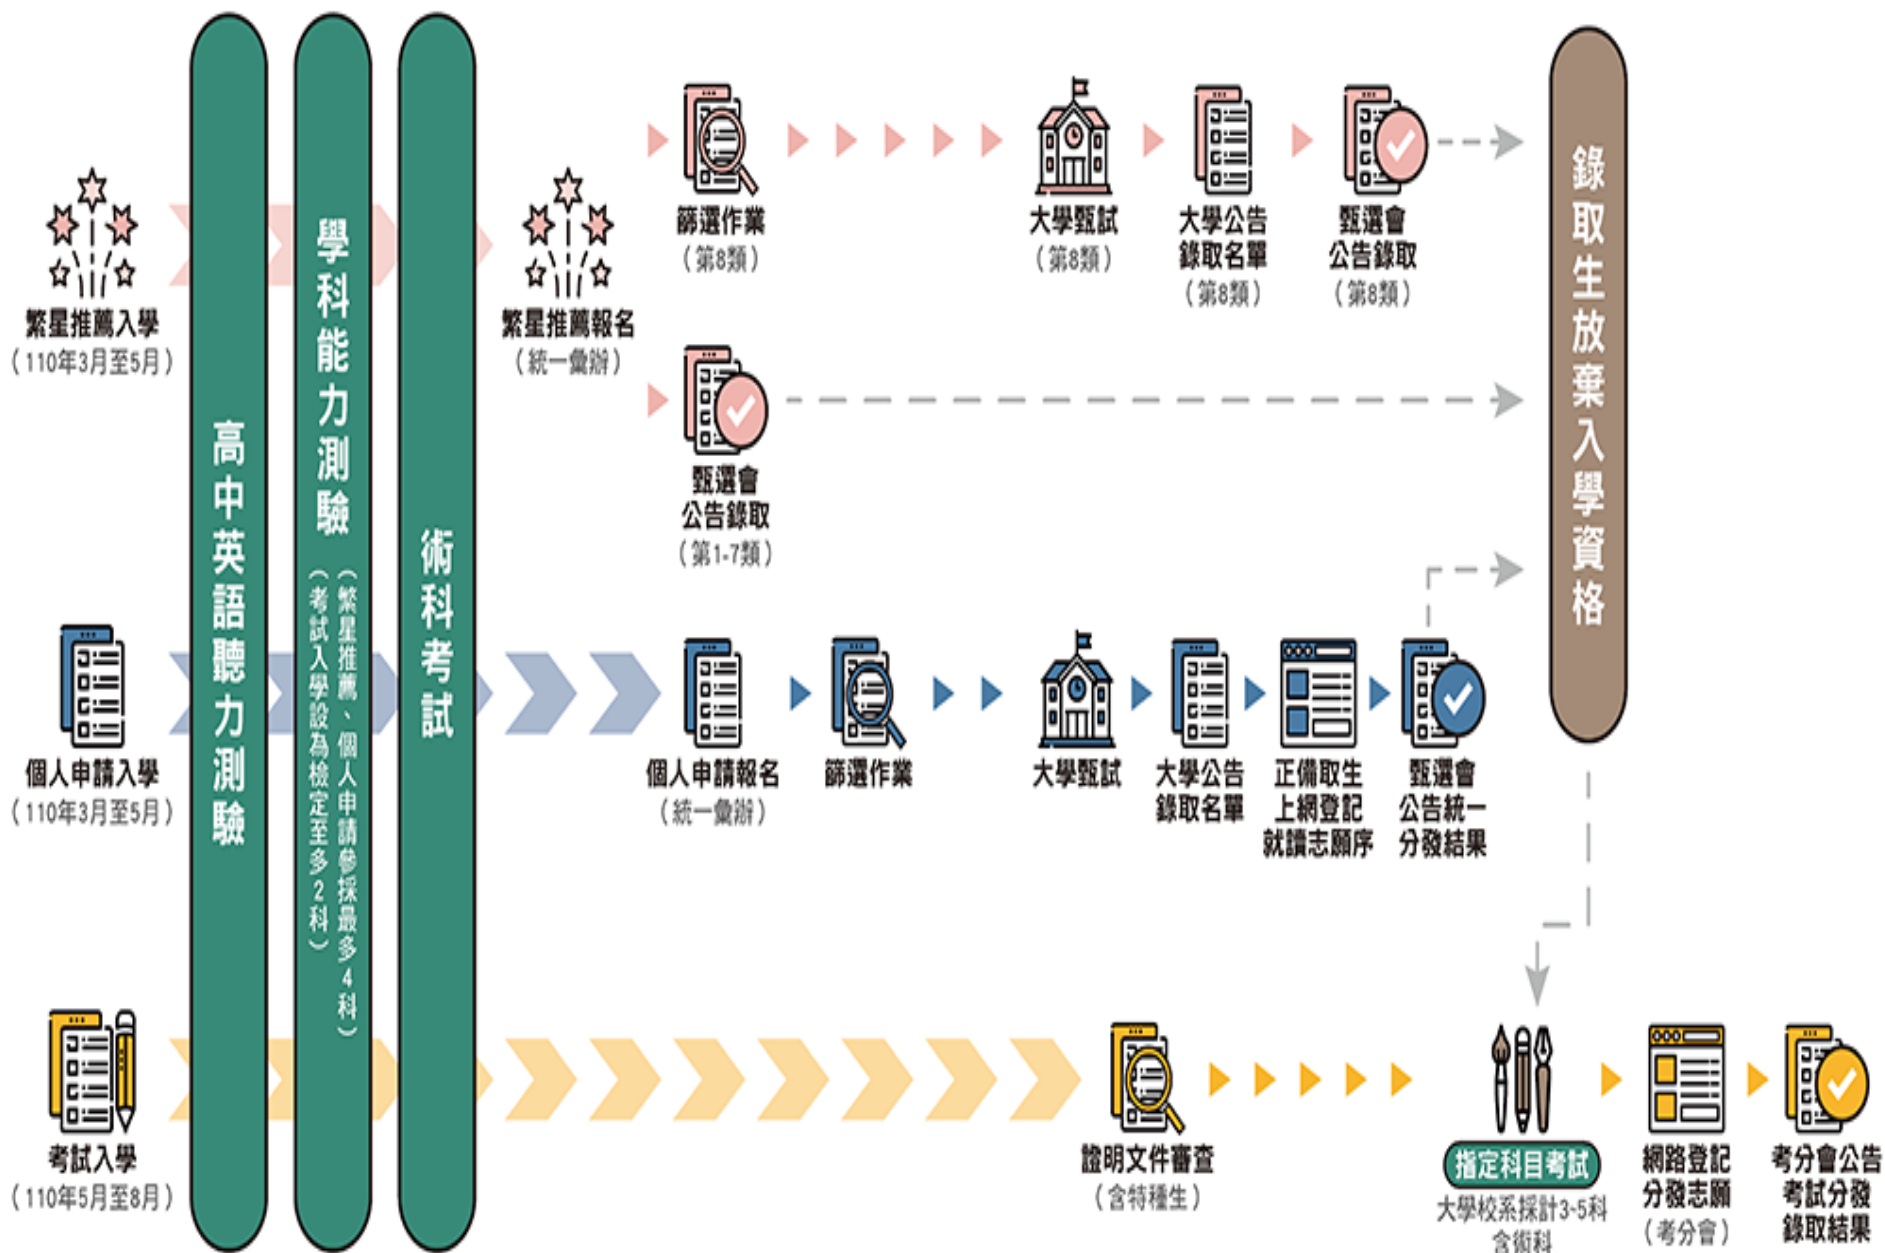 繁星推薦入學
（110年3月至5月）
個人申請入學
（110年3月至5月）
考試入學
（110年5月至8月）
高中英語聽力測驗
學科能力測驗
（繁星推薦、個人申請參採最多4科）
（考試入學設為檢定至多2科）
術科考試
繁星推薦報名
（統一彙辦）
篩選作業
（第8類）
大學甄試
（第8類）
大學公告
錄取名單
（第8類）
甄選會
公告錄取
（第8類）
甄選會
公告錄取
（第1-7類）
個人申請報名
（統一彙辦）
篩選作業
大學甄試
大學公告
錄取名單
正備取生
上網登記
就讀志願序
甄選會
公告統一
分發結果
錄取生放棄入學資格
證明文件審查
（含特種生）
指定科目考試
大學校系採計3~5科
含術科
網路登記
分發志願
（考分會）
考分會公告
考試分發
錄取結果